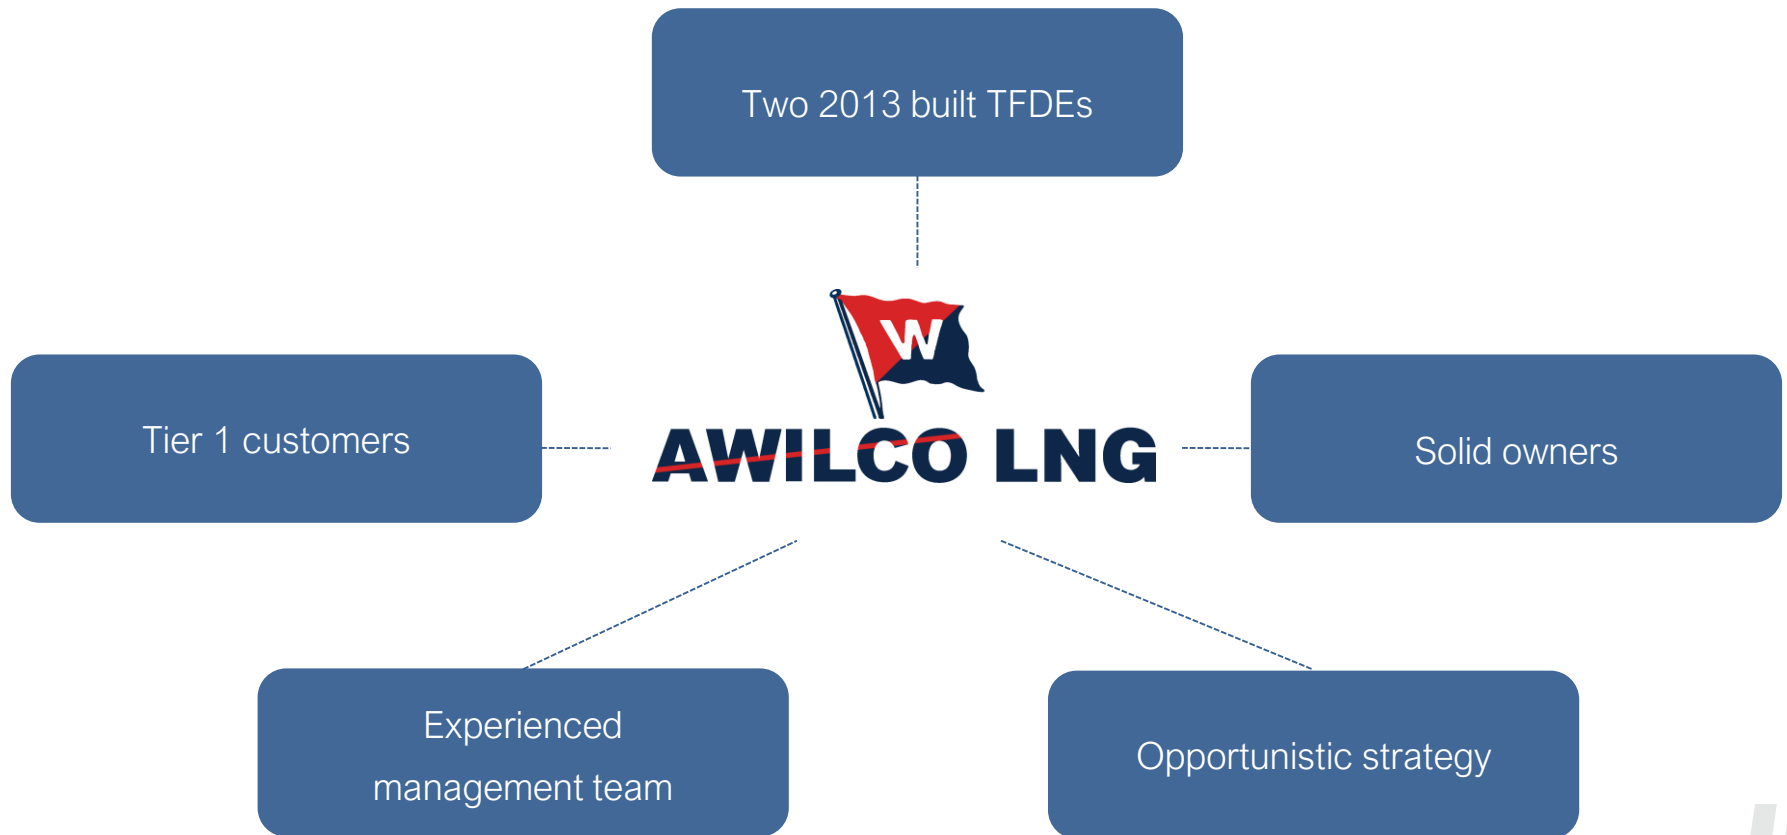 Two 2013 built TFDEs
W
Tier 1 customers
AWILCO LNG
Solid owners
Experienced
management team
Opportunistic strategy